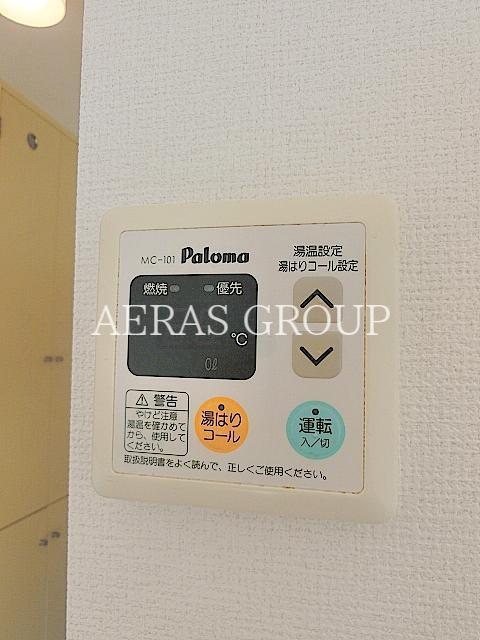 MC-101 Paloma
湯温設定
湯はりコール設定
燃焼 優先
AERAS GROUP
℃
0ℓ
⚠警告
やけど注意
湯温を確かめて
から、使用して
ください。
湯はり
コール
運転
入/切
取扱説明書をよく読んで、正しくご使用ください。